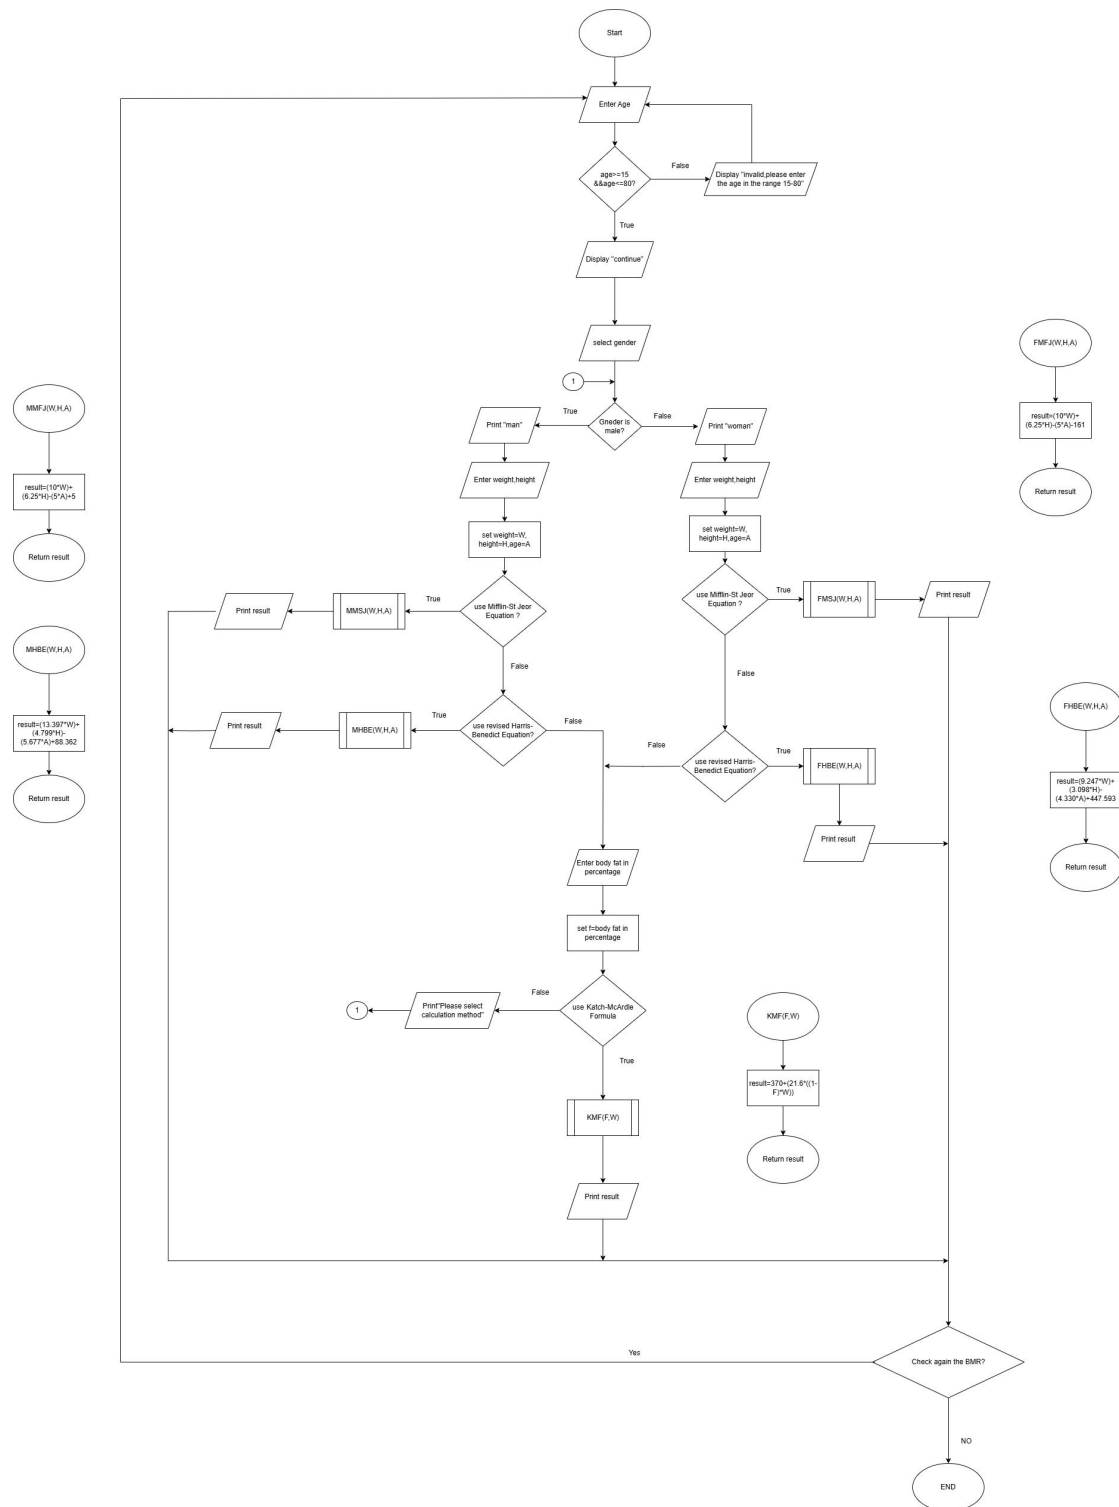 Start
Enter Age
age>=15
&&age<=80?
False
Display "invalid,please enter
the age in the range 15-80"
True
Display "continue"
select gender
1
Gneder is
male?
True
False
Print "man"
Print "woman"
Enter weight,height
Enter weight,height
set weight=W,
height=H,age=A
set weight=W,
height=H,age=A
use Mifflin-St Jeor
Equation ?
True
MMSJ(W,H,A)
Print result
False
use Mifflin-St Jeor
Equation ?
True
FMSJ(W,H,A)
Print result
False
use revised Harris-
Benedict Equation?
True
MHBE(W,H,A)
Print result
False
use revised Harris-
Benedict Equation?
True
FHBE(W,H,A)
Print result
False
Enter body fat in
percentage
set f=body fat in
percentage
use Katch-McArdle
Formula
False
Print"Please select
calculation method"
1
True
KMF(F,W)
Print result
Check again the BMR?
Yes
NO
END
MMFJ(W,H,A)
result=(10*W)+
(6.25*H)-(5*A)+5
Return result
MHBE(W,H,A)
result=(13.397*W)+
(4.799*H)-
(5.677*A)+88.362
Return result
FMFJ(W,H,A)
result=(10*W)+
(6.25*H)-(5*A)-161
Return result
FHBE(W,H,A)
result=(9.247*W)+
(3.098*H)-
(4.330*A)+447.593
Return result
KMF(F,W)
result=370+(21.6*((1-
F)*W))
Return result